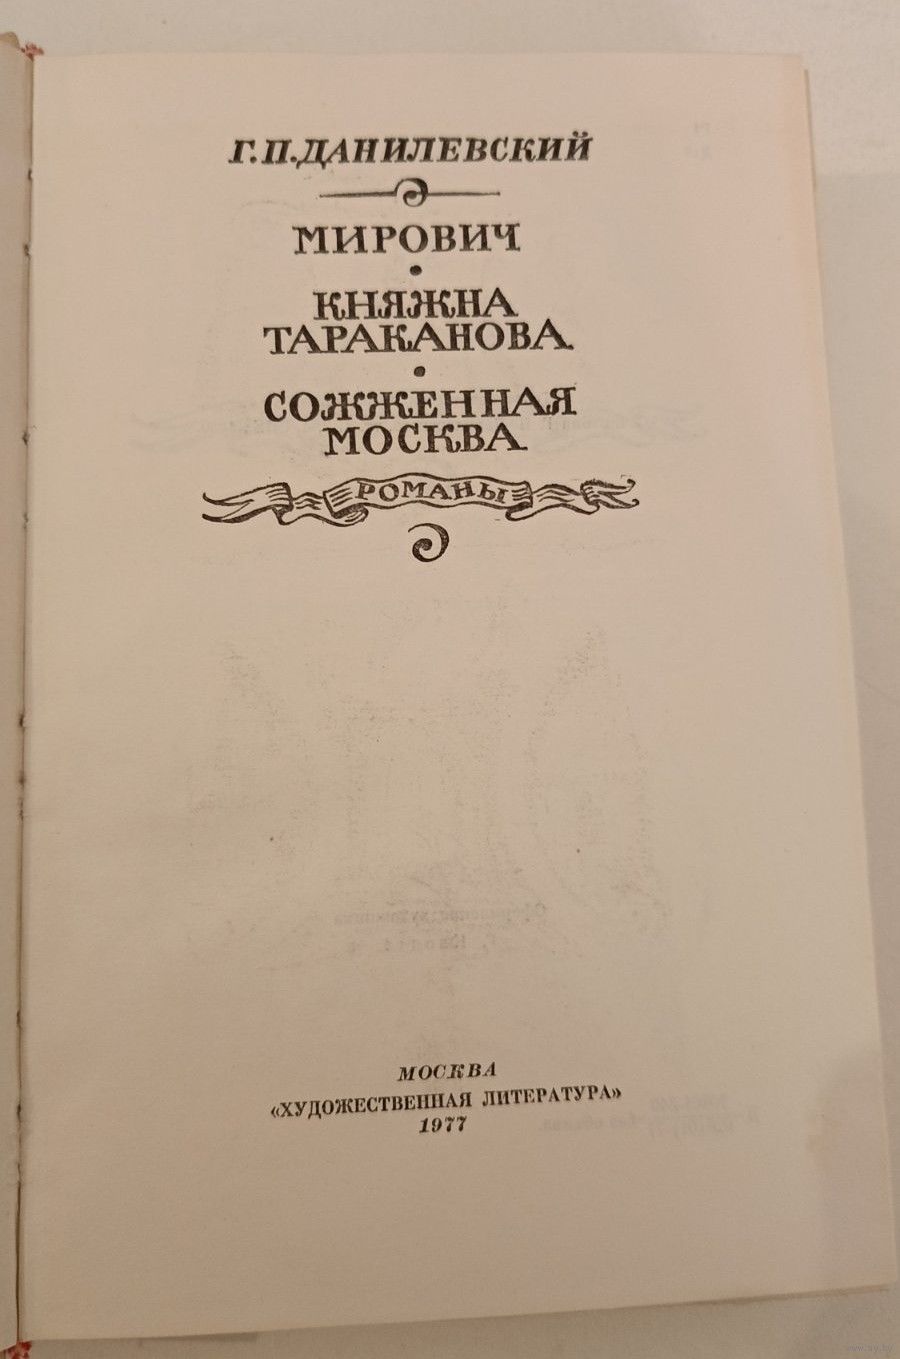 Г.П.ДАНИЛЕВСКИЙ
МИРОВИЧ
КНЯЖНА
ТАРАКАНОВА
СОЖЖЕННАЯ
МОСКВА
РОМАНЫ
МОСКВА
«ХУДОЖЕСТВЕННАЯ ЛИТЕРАТУРА»
1977